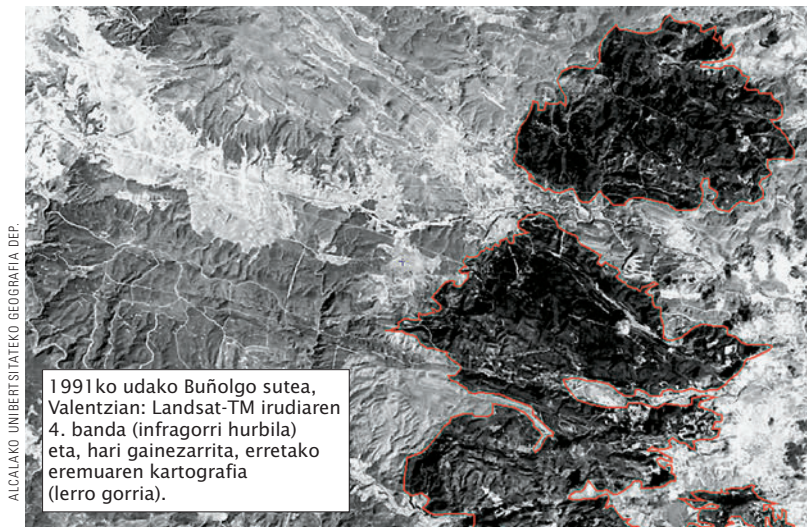 ALCALAKO UNIBERTSITATEKO GEOGRAFIA DEP.
1991ko udako Buñolgo sutea,
Valentzian: Landsat-TM irudiaren
4. banda (infragorri hurbila)
eta, hari gainezarrita, erretako
eremuaren kartografia
(lerro gorria).